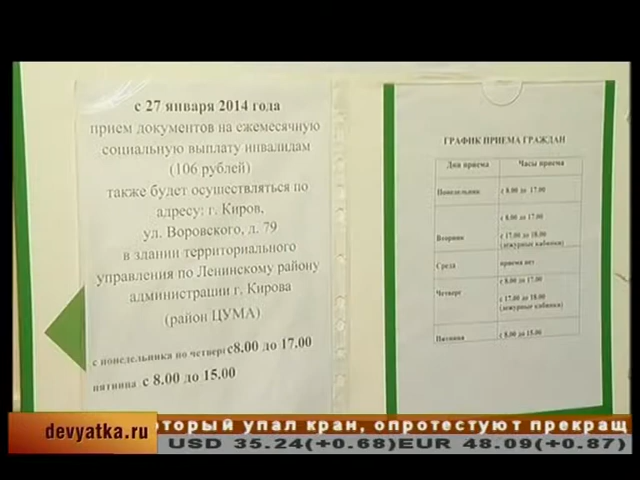 с 27 января 2014 года
прием документов на ежемесячную
социальную выплату инвалидам
(106 рублей)
также будет осуществляться по
адресу: г. Киров,
ул. Воровского, д. 79
в здании территориального
управления по Ленинскому району
администрации г. Кирова
(район ЦУМА)
с понедельника по четверг с8.00 до 17.00
пятница с 8.00 до 15.00
ГРАФИК ПРИЕМА ГРАЖДАН
Дни приема Часы приема
Понедельник с 8.00 до 17.00
Вторник с 8.00 до 17.00
с 17.00 до 18.00
(дежурные кабинки)
Среда приема нет
Четверг с 8.00 до 17.00
с 17.00 до 18.00
(дежурные кабинки)
Пятница с 8.00 до 15.00
devyatka.ru
оторый упал кран, опротестуют прекращ
USD 35.24(+0.68)EUR 48.09(+0.87)